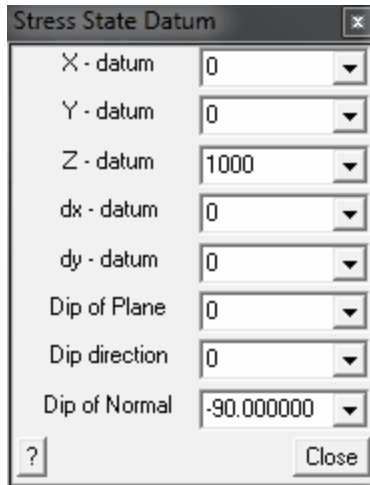 Stress State Datum
X - datum 0
Y - datum 0
Z - datum 1000
dx - datum 0
dy - datum 0
Dip of Plane 0
Dip direction 0
Dip of Normal -90.000000
? Close